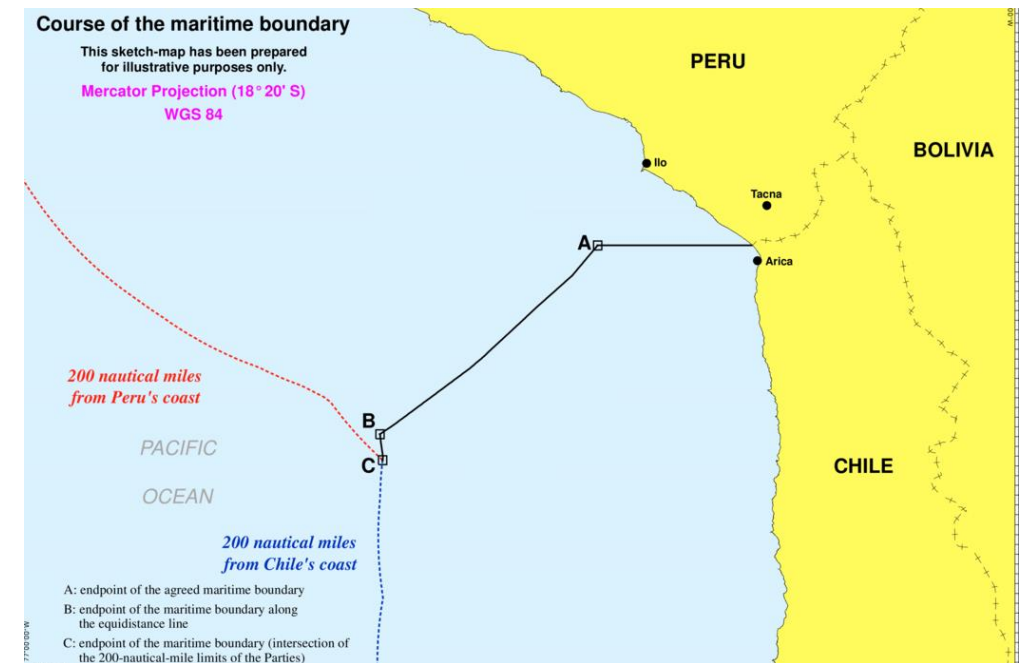 Course of the maritime boundary
This sketch-map has been prepared
for illustrative purposes only.
Mercator Projection (18° 20' S)
WGS 84
PERU
BOLIVIA
Ilo
Tacna
A
Arica
200 nautical miles
from Peru's coast
B
C
PACIFIC
OCEAN
CHILE
200 nautical miles
from Chile's coast
A: endpoint of the agreed maritime boundary
B: endpoint of the maritime boundary along
the equidistance line
C: endpoint of the maritime boundary (intersection of
the 200-nautical-mile limits of the Parties)
77°00'00"W